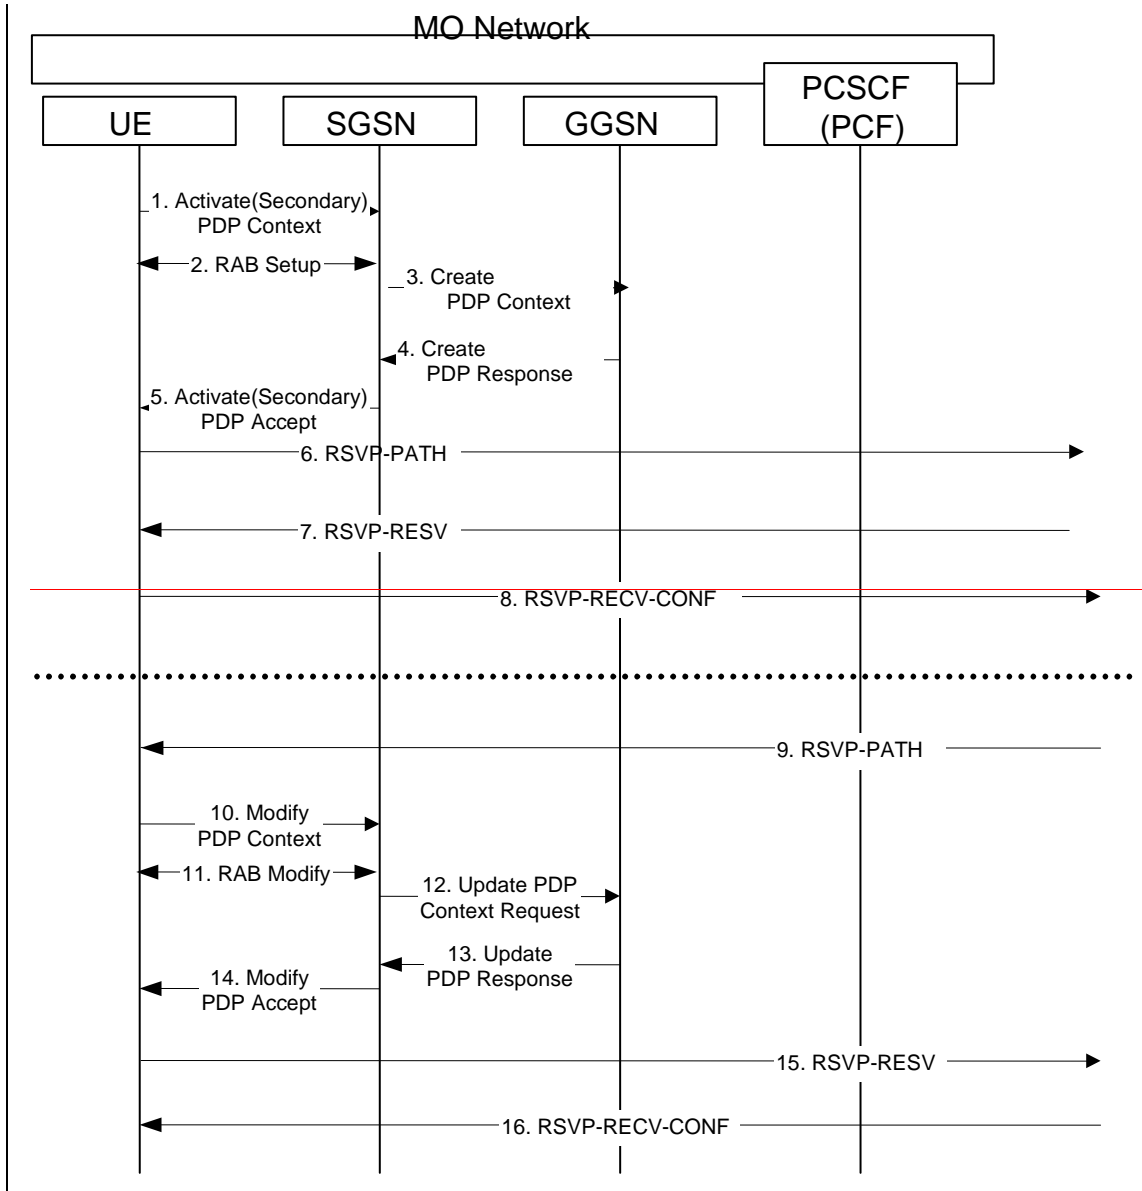 MO Network
PCSCF
(PCF)
UE
SGSN
GGSN
1. Activate(Secondary)
PDP Context
2. RAB Setup
3. Create
PDP Context
4. Create
PDP Response
5. Activate(Secondary)
PDP Accept
6. RSVP-PATH
7. RSVP-RESV
8. RSVP-RECV-CONF
9. RSVP-PATH
10. Modify
PDP Context
11. RAB Modify
12. Update PDP
Context Request
13. Update
PDP Response
14. Modify
PDP Accept
15. RSVP-RESV
16. RSVP-RECV-CONF